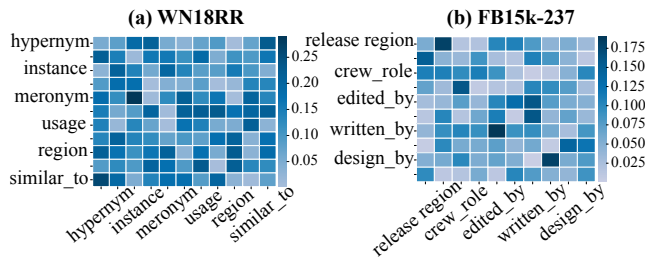 (a) WN18RR
hypernym
instance
meronym
usage
region
similar_to
0.25
0.20
0.15
0.10
0.05
hypernym
instance
meronym
usage
region
similar_to
(b) FB15k-237
release region
crew_role
edited_by
written_by
design_by
0.175
0.150
0.125
0.100
0.075
0.050
0.025
release region
crew_role
edited_by
written_by
design_by